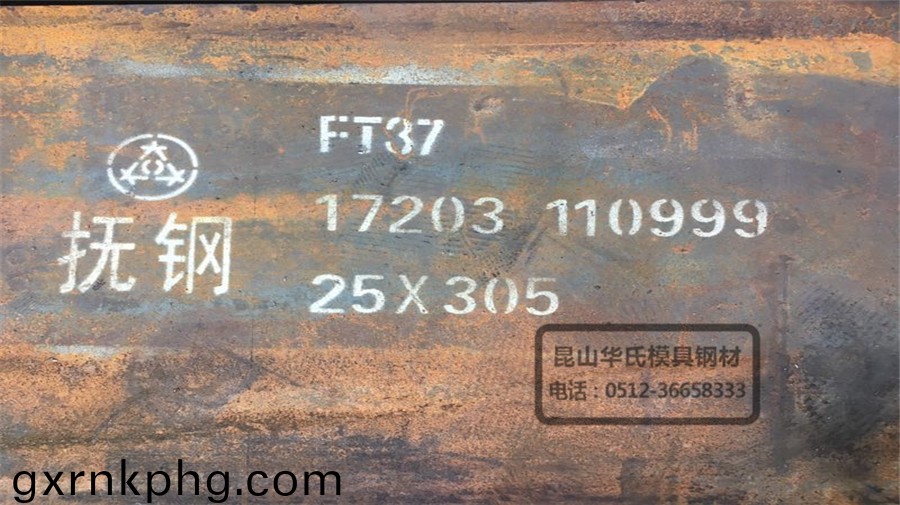 FT37
17203 110999
抚钢
25X305
昆山华氏模具钢材
电话：0512-36658333
gxrnkphg.com